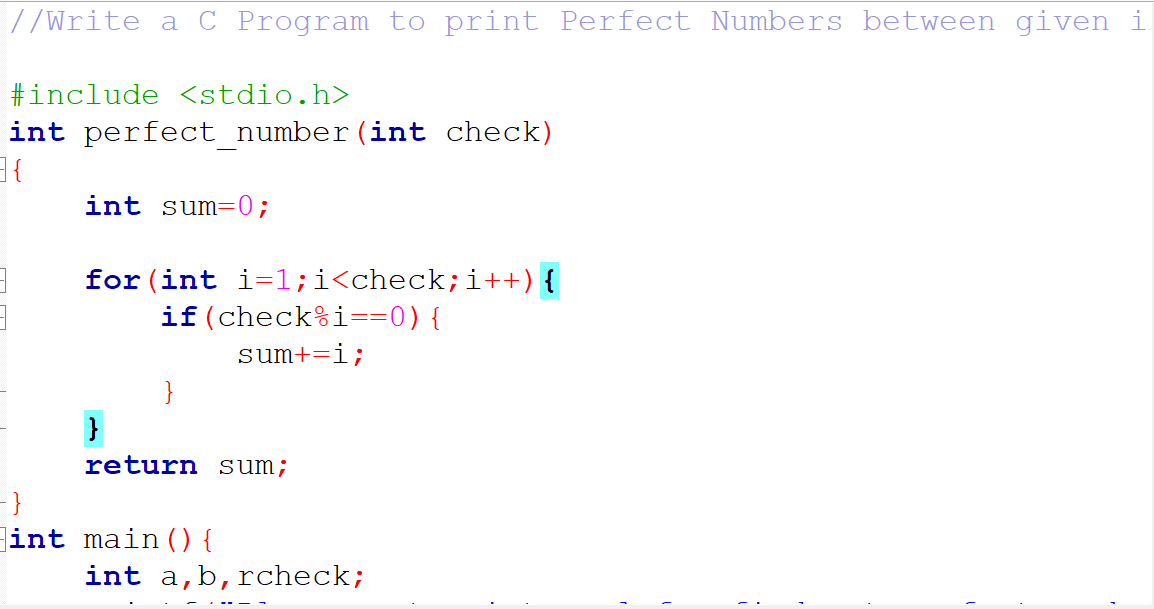 //Write a C Program to print Perfect Numbers between given i
#include <stdio.h>
int perfect_number(int check)
{
int sum=0;
for(int i=1;i<check;i++){
if(check%i==0){
sum+=i;
}
}
return sum;
}
int main(){
int a,b,rcheck;